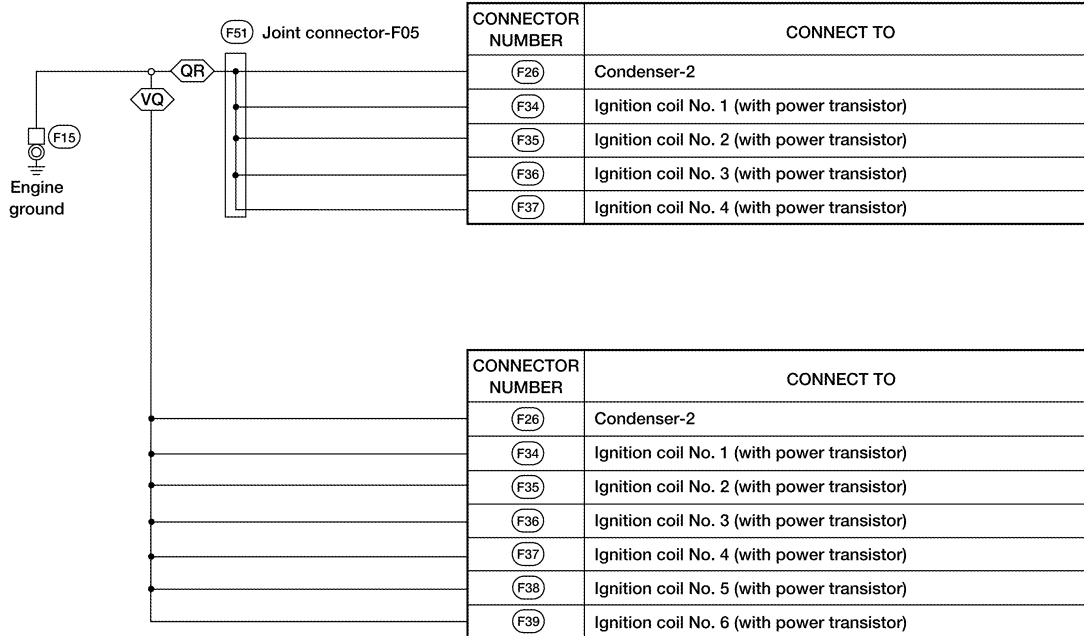 F51 Joint connector-F05
QR
VQ
F15
Engine
ground
CONNECTOR
NUMBER
CONNECT TO
F26 Condenser-2
F34 Ignition coil No. 1 (with power transistor)
F35 Ignition coil No. 2 (with power transistor)
F36 Ignition coil No. 3 (with power transistor)
F37 Ignition coil No. 4 (with power transistor)
CONNECTOR
NUMBER
CONNECT TO
F26 Condenser-2
F34 Ignition coil No. 1 (with power transistor)
F35 Ignition coil No. 2 (with power transistor)
F36 Ignition coil No. 3 (with power transistor)
F37 Ignition coil No. 4 (with power transistor)
F38 Ignition coil No. 5 (with power transistor)
F39 Ignition coil No. 6 (with power transistor)